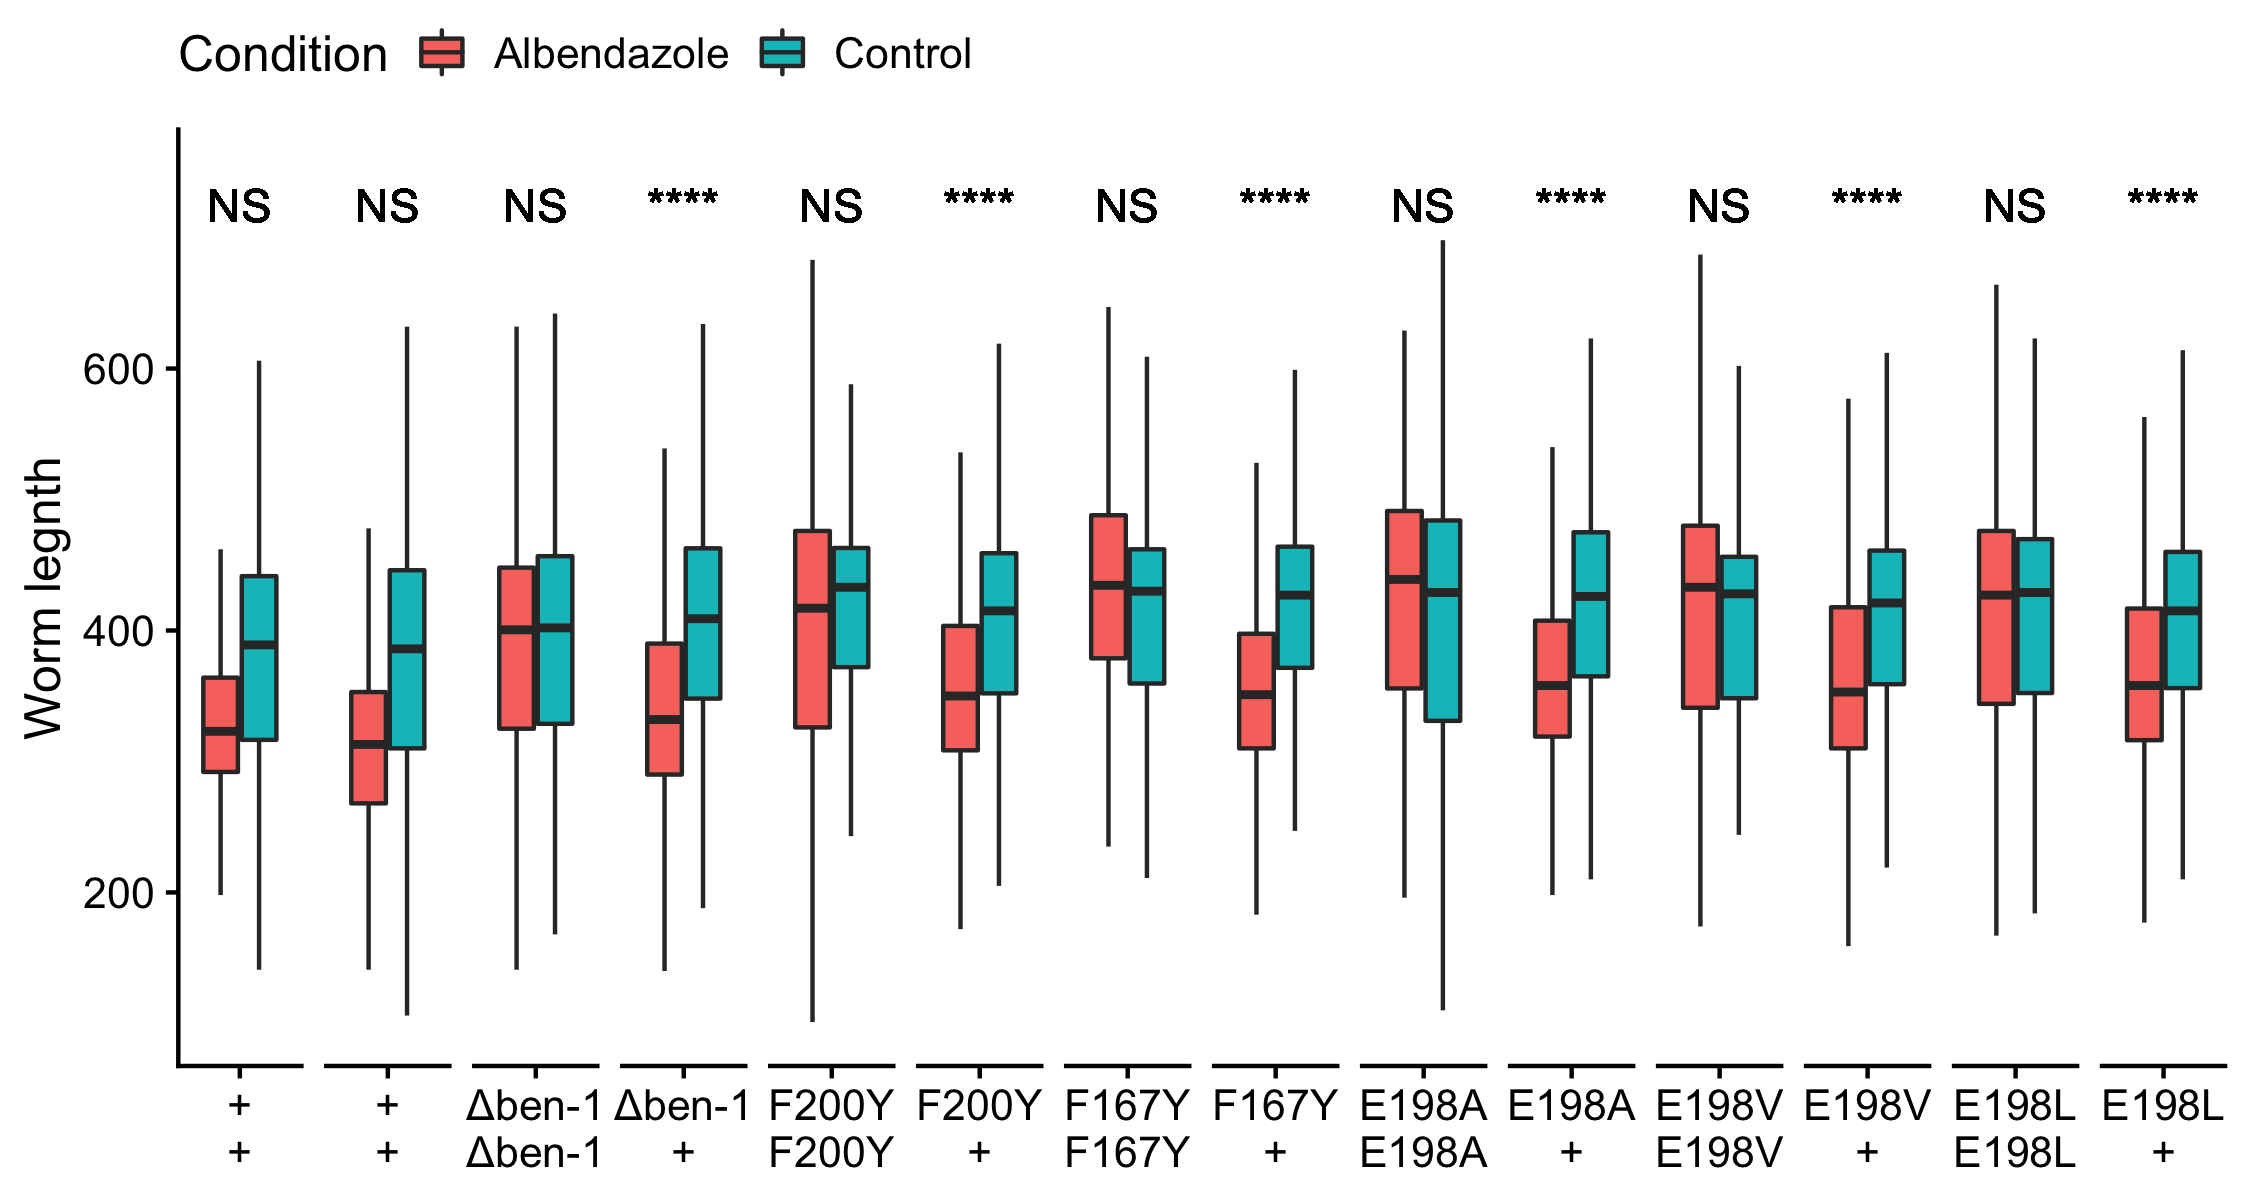 Condition Albendazole Control
NS NS NS **** NS **** NS **** NS **** NS **** NS ****
Worm legnth
600
400
200
+ + Δben-1 Δben-1 F200Y F200Y F167Y F167Y E198A E198A E198V E198V E198L E198L
+ + Δben-1 + F200Y + F167Y + E198A + E198V + E198L +